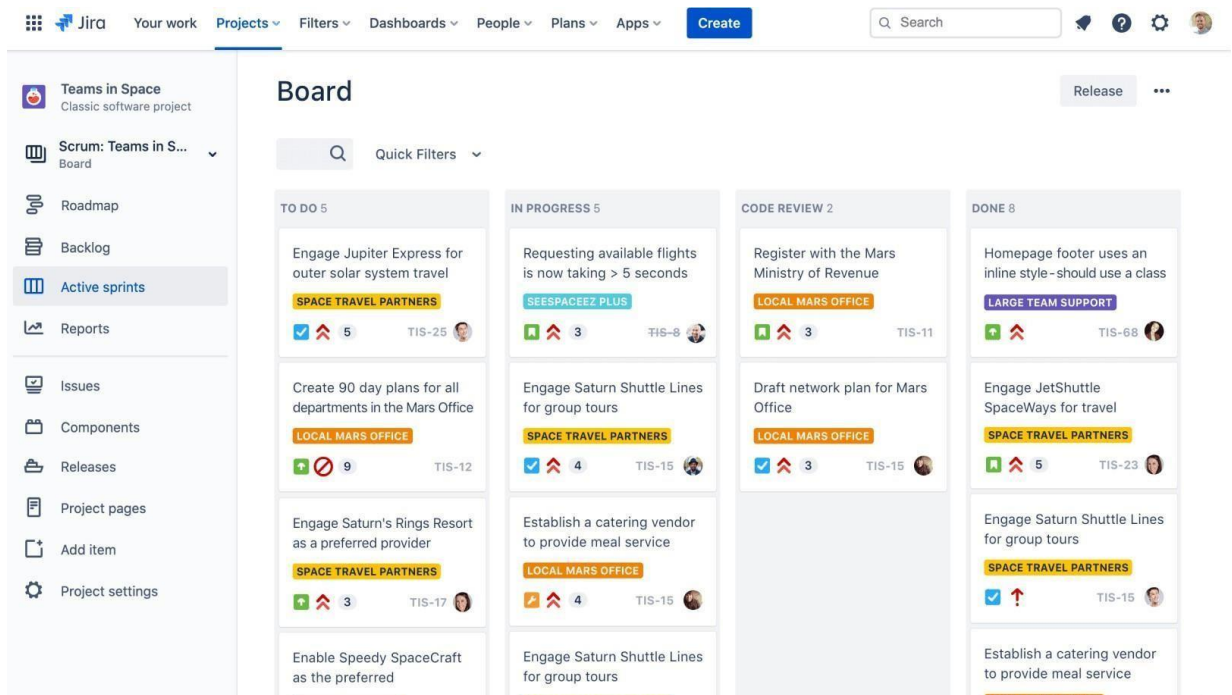 Jira Your work Projects Filters Dashboards People Plans Apps Create Search
Teams in Space
Classic software project
Scrum: Teams in S...
Board
Roadmap
Backlog
Active sprints
Reports
Issues
Components
Releases
Project pages
Add item
Project settings
Board
Release
Quick Filters
TO DO 5
Engage Jupiter Express for
outer solar system travel
SPACE TRAVEL PARTNERS
5 TIS-25
Create 90 day plans for all
departments in the Mars Office
LOCAL MARS OFFICE
9 TIS-12
Engage Saturn's Rings Resort
as a preferred provider
SPACE TRAVEL PARTNERS
3 TIS-17
Enable Speedy SpaceCraft
as the preferred
IN PROGRESS 5
Requesting available flights
is now taking > 5 seconds
SEESPACEEZ PLUS
3 TIS-8
Engage Saturn Shuttle Lines
for group tours
SPACE TRAVEL PARTNERS
4 TIS-15
Establish a catering vendor
to provide meal service
LOCAL MARS OFFICE
4 TIS-15
Engage Saturn Shuttle Lines
for group tours
CODE REVIEW 2
Register with the Mars
Ministry of Revenue
LOCAL MARS OFFICE
3 TIS-11
Draft network plan for Mars
Office
LOCAL MARS OFFICE
3 TIS-15
DONE 8
Homepage footer uses an
inline style-should use a class
LARGE TEAM SUPPORT
TIS-68
Engage JetShuttle
SpaceWays for travel
SPACE TRAVEL PARTNERS
5 TIS-23
Engage Saturn Shuttle Lines
for group tours
SPACE TRAVEL PARTNERS
TIS-15
Establish a catering vendor
to provide meal service